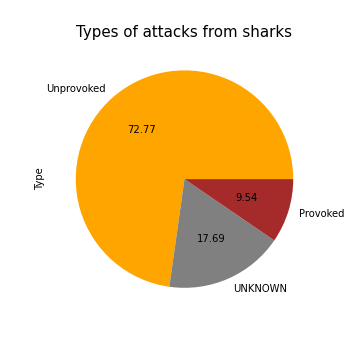 Types of attacks from sharks
Unprovoked
72.77
Type
9.54
Provoked
17.69
UNKNOWN